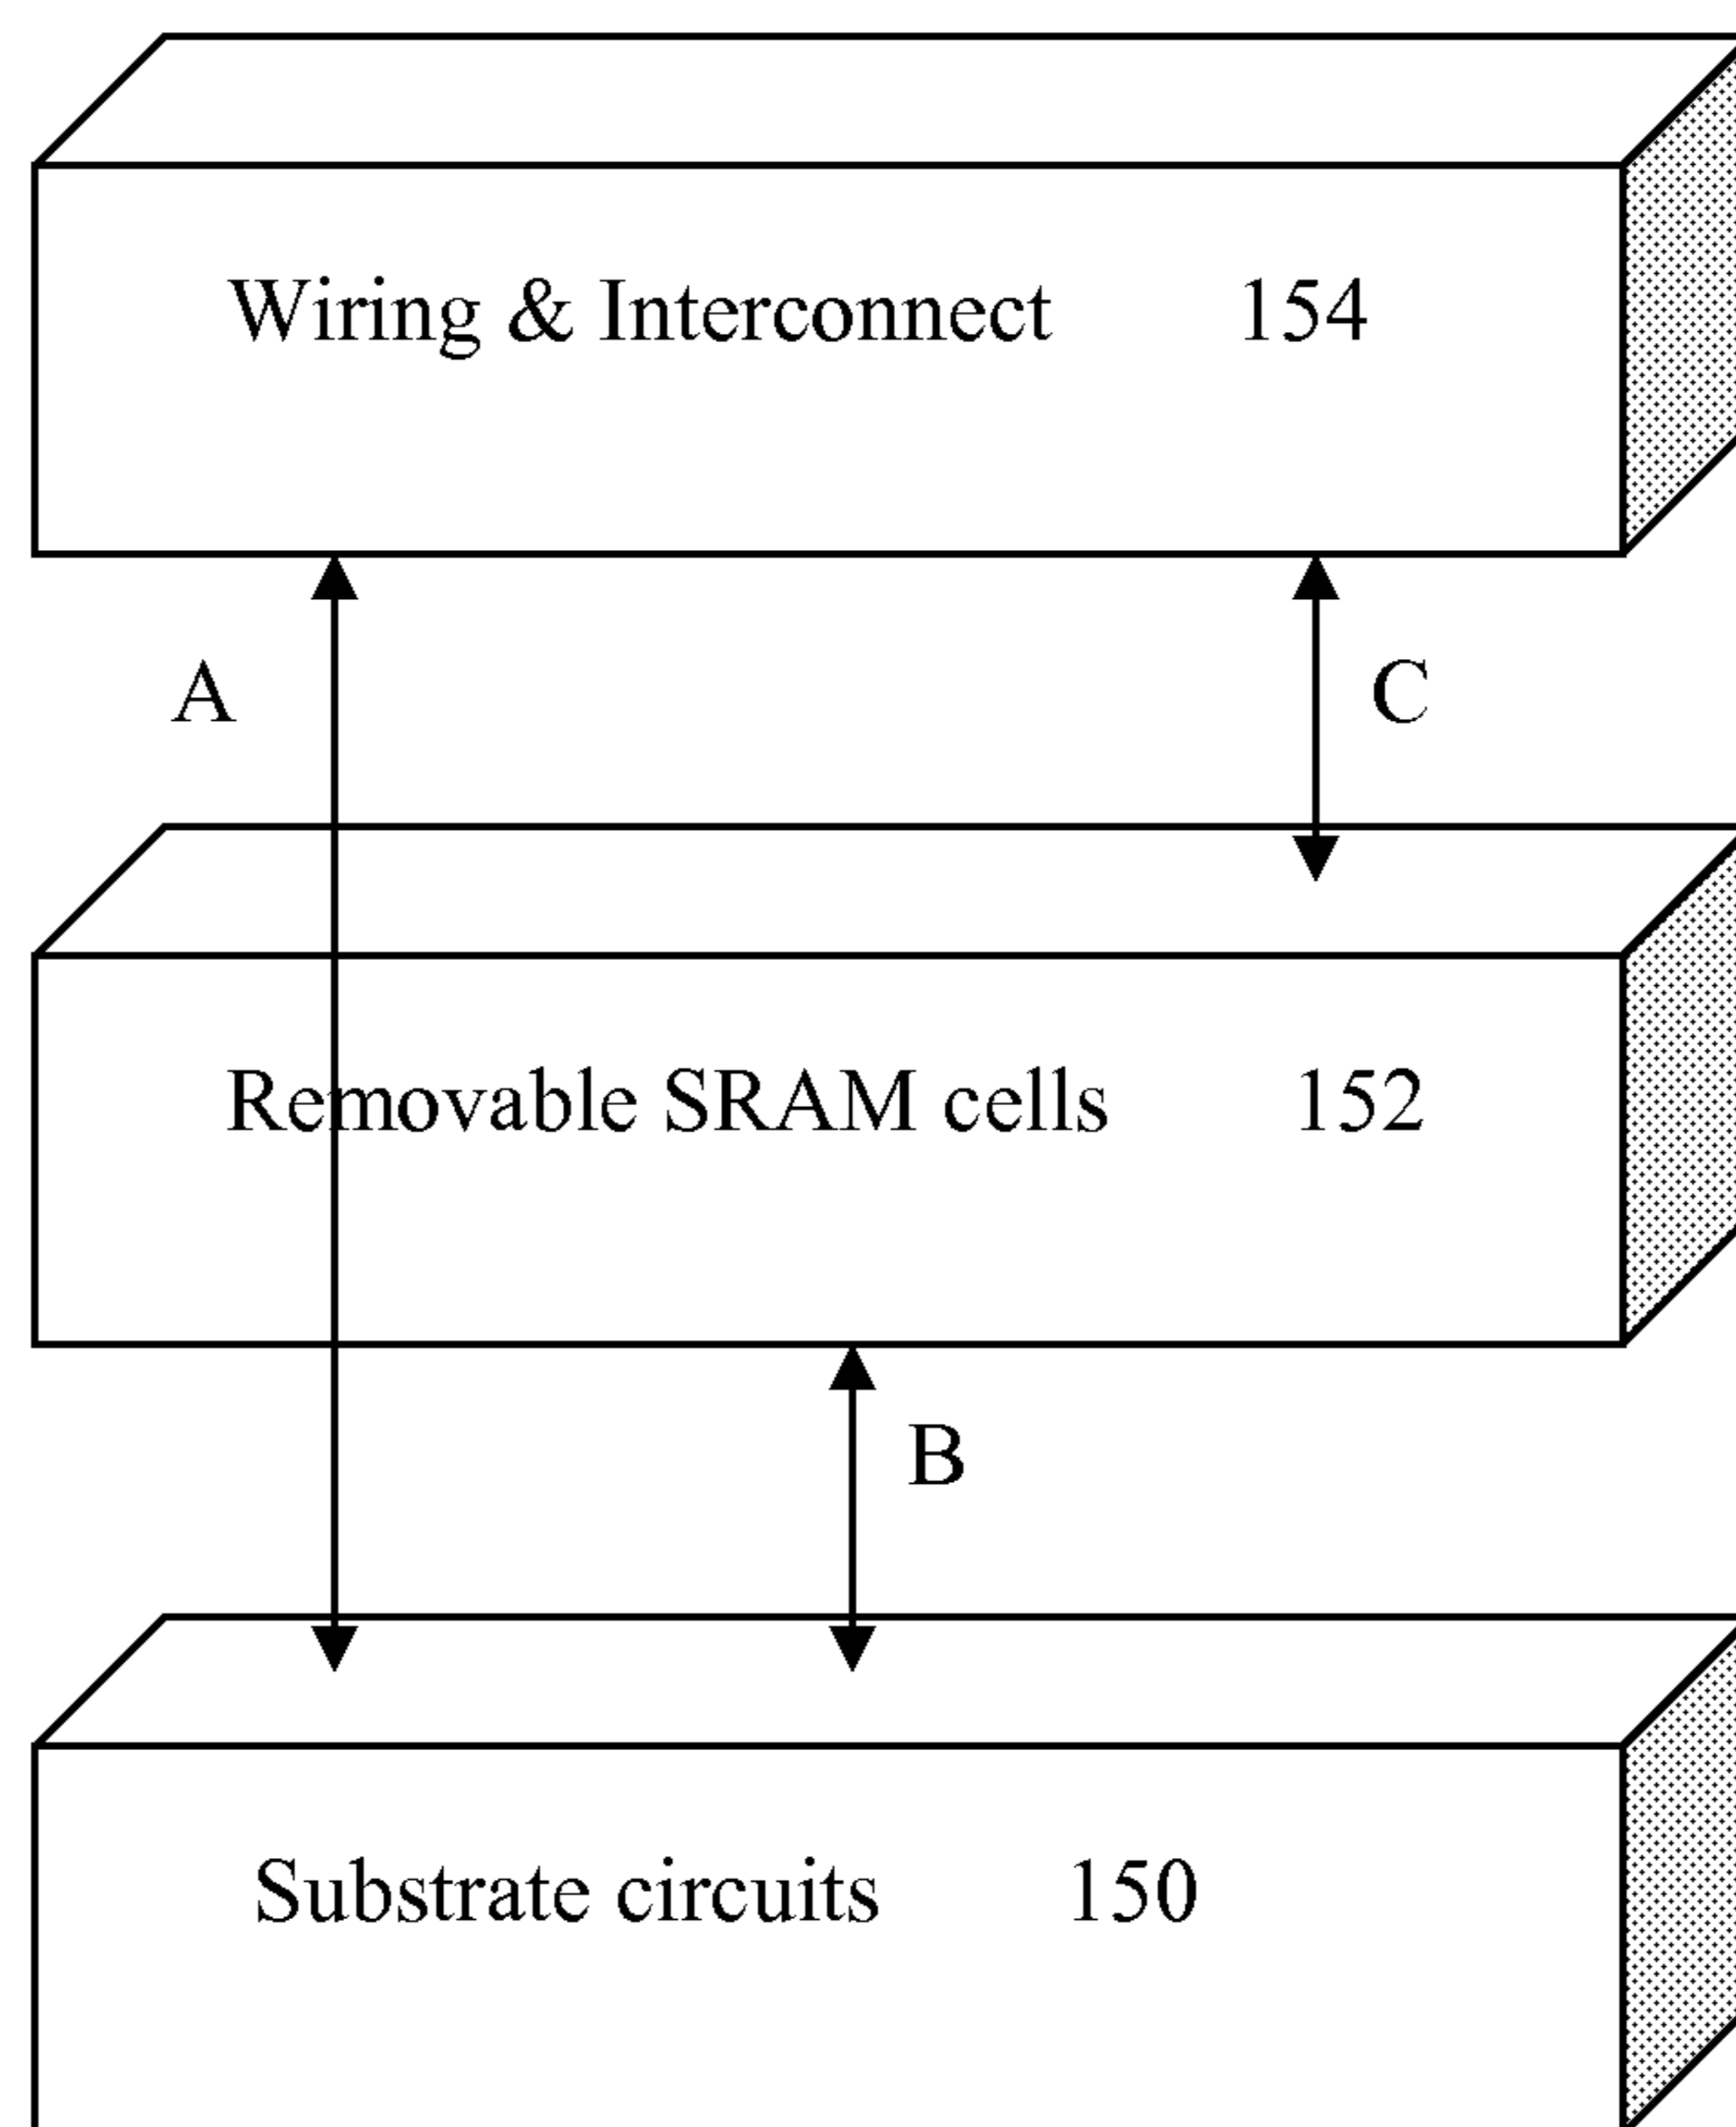 Wiring & Interconnect 154
A
C
Removable SRAM cells 152
B
Substrate circuits 150